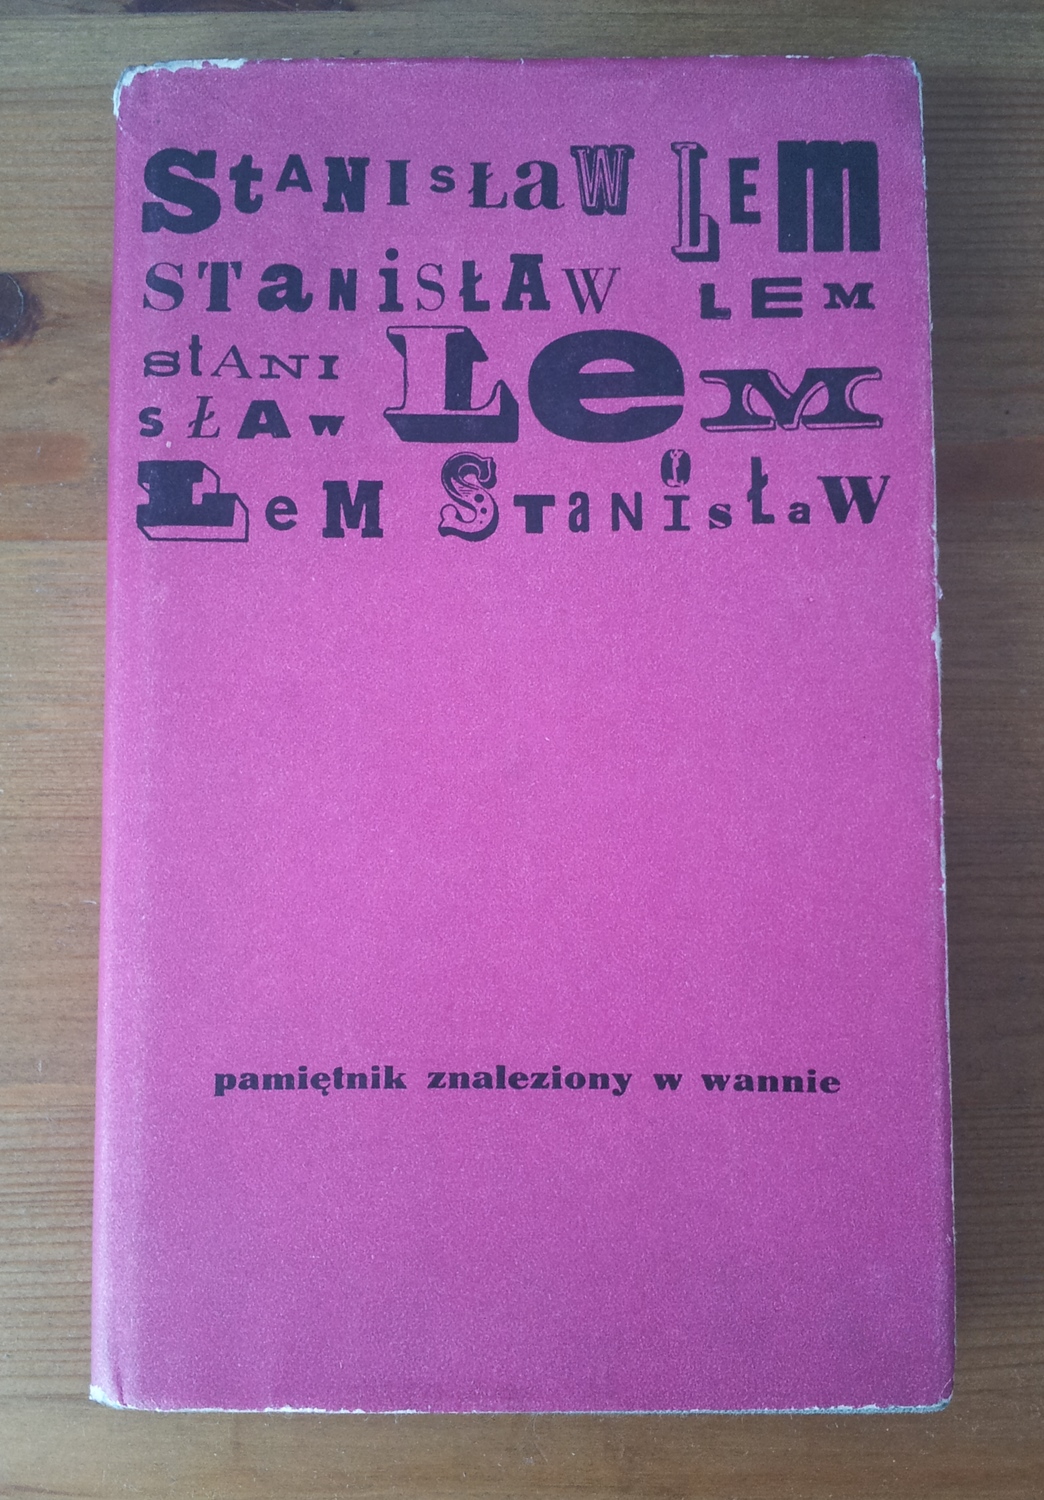 StANISŁaW LEm
STaNiSŁAW LEM
StANI
SŁAW LeM
LeM STaNiSŁaW
pamiętnik znaleziony w wannie